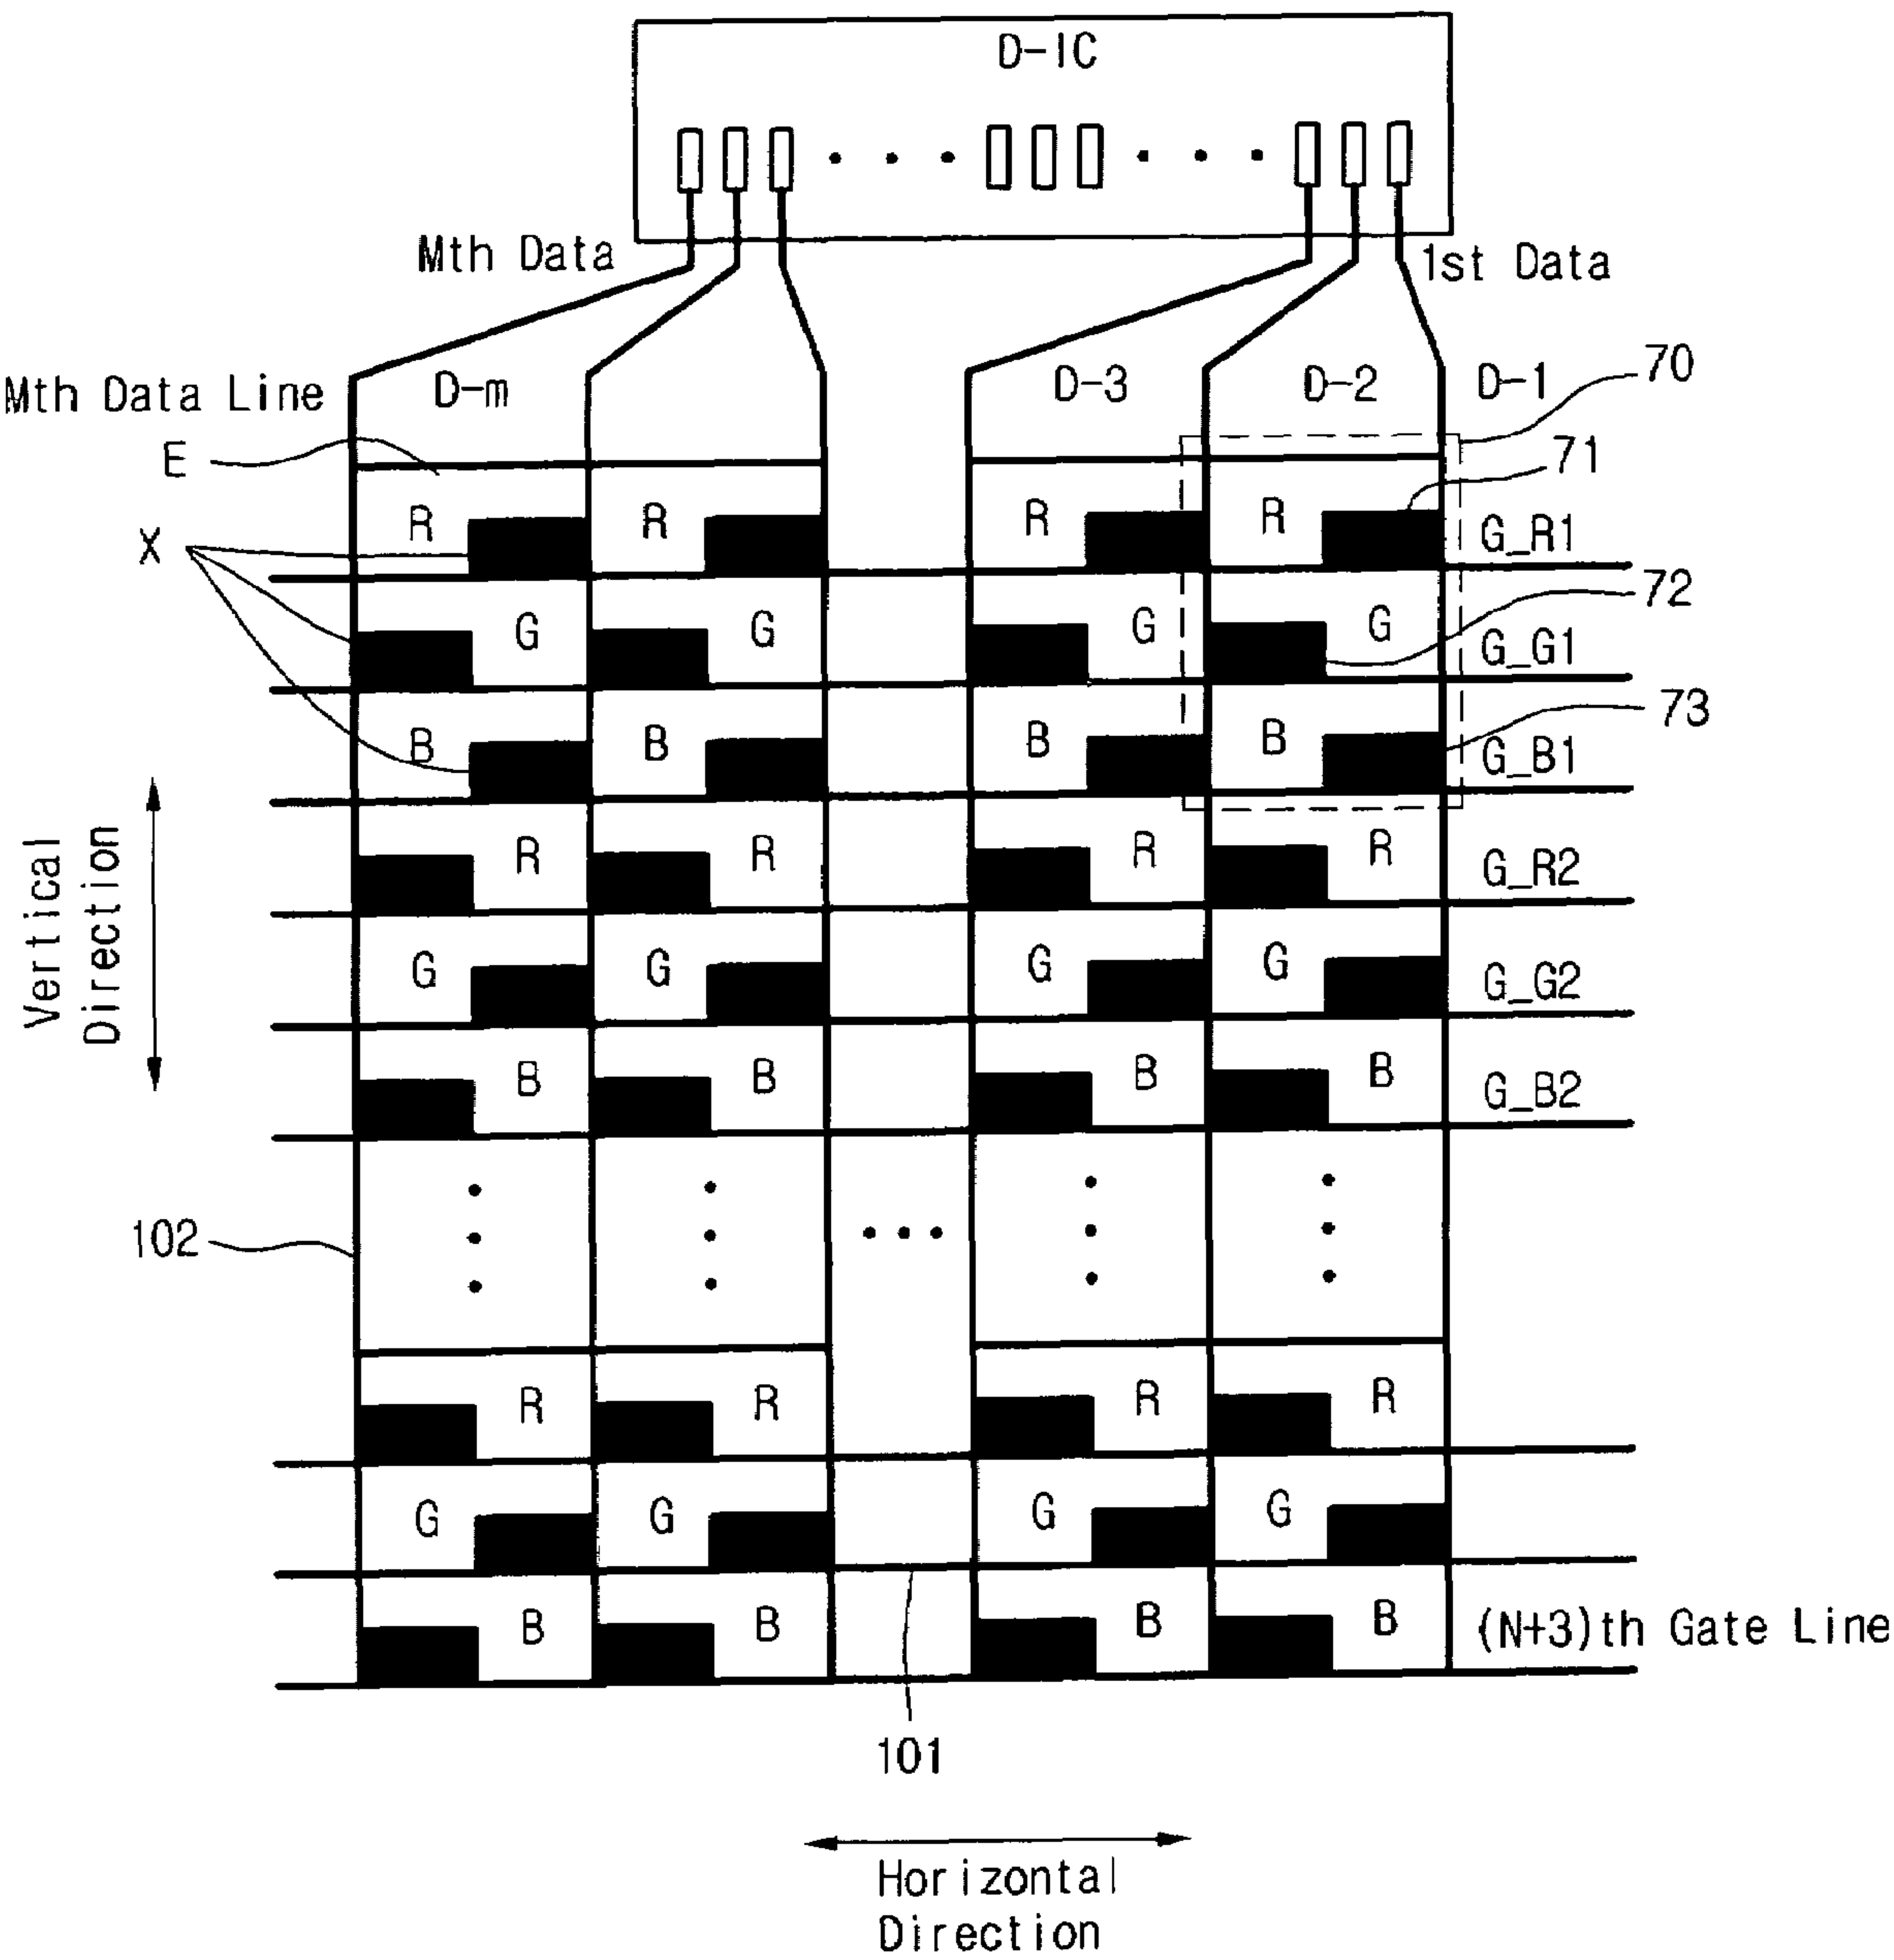 D-IC
Mth Data
1st Data
Mth Data Line
D-m
D-3
D-2
D-1
70
E
71
R R R R
G_R1
X
72
G G G G
G_G1
73
B B B B
G_B1
R R R R
G_R2
G G G G
G_G2
B B B B
G_B2
Vertical
Direction
102
R R R R
G G G G
B B B B
(N+3)th Gate Line
101
Horizontal
Direction